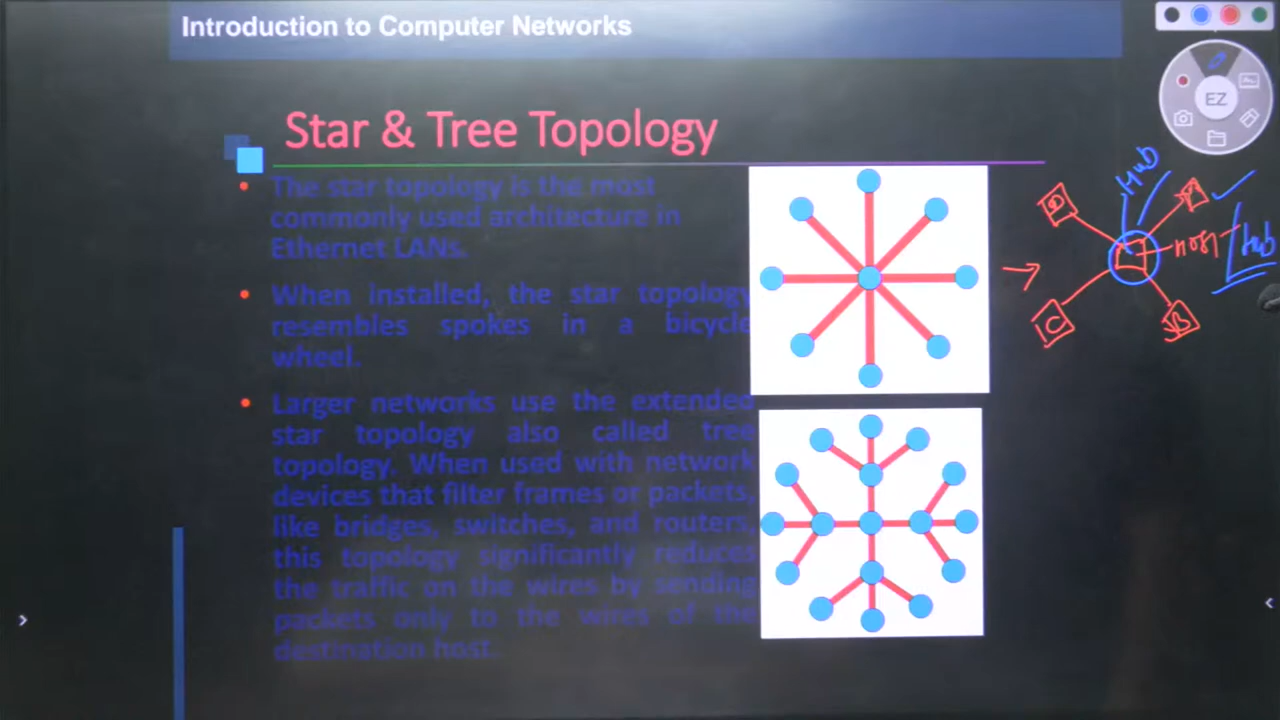 Introduction to Computer Networks
EZ
Star & Tree Topology
The star topology is the most
commonly used architecture in
Ethernet LANs.
When installed, the star topology
resembles spokes in a bicycle
wheel.
Larger networks use the extended
star topology also called tree
topology. When used with network
devices that filter frames or packets,
like bridges, switches, and routers,
this topology significantly reduces
the traffic on the wires by sending
packets only to the wires of the
destination host.
Hub
Hub
C
B